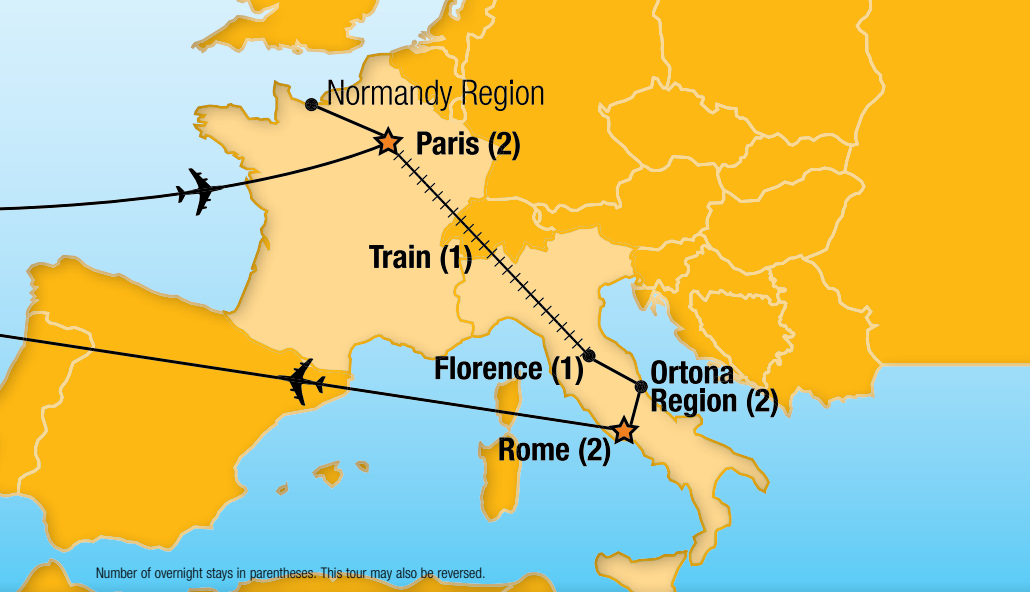 Normandy Region
Paris (2)
Train (1)
Florence (1)
Ortona
Region (2)
Rome (2)
Number of overnight stays in parentheses. This tour may also be reversed.